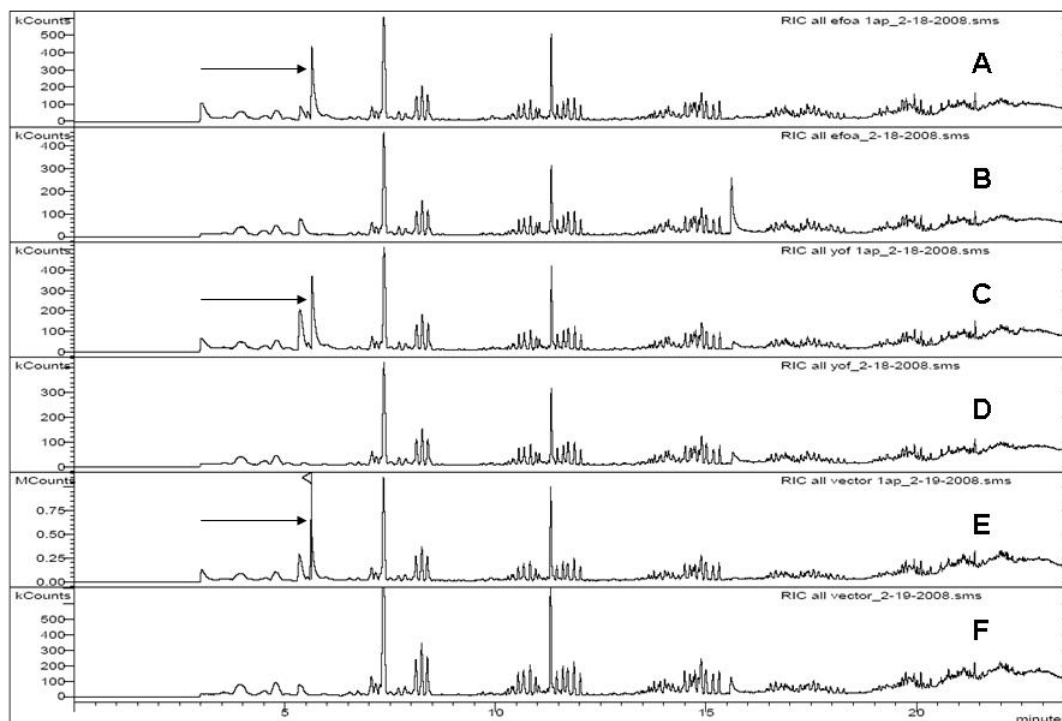 kCounts
RIC all efoa 1ap_2-18-2008.sms
500
400
300
200
100
0
A
kCounts
RIC all efoa_2-18-2008.sms
400
300
200
100
0
B
kCounts
RIC all yof 1ap_2-18-2008.sms
400
300
200
100
0
C
kCounts
RIC all yof_2-18-2008.sms
300
200
100
0
D
MCounts
RIC all vector 1ap_2-19-2008.sms
0.75
0.50
0.25
0.00
E
kCounts
RIC all vector_2-19-2008.sms
500
400
300
200
100
0
F
5 10 15 20